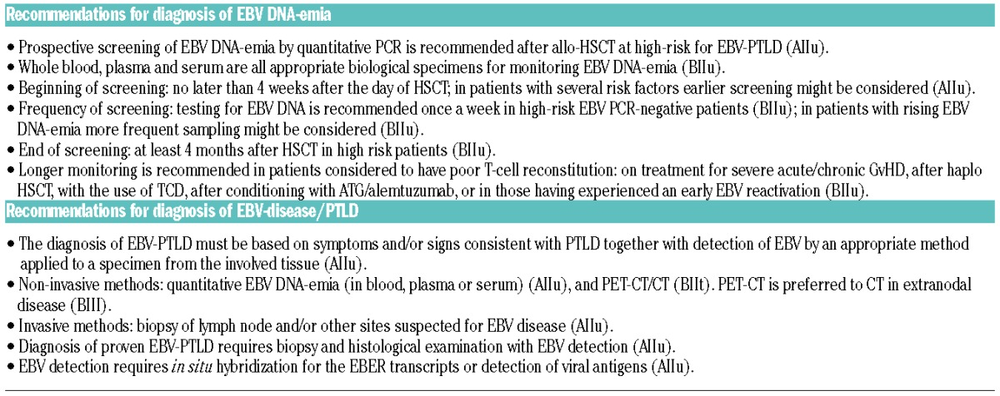 Recommendations for diagnosis of EBV DNA-emia
• Prospective screening of EBV DNA-emia by quantitative PCR is recommended after allo-HSCT at high-risk for EBV-PTLD (AIIu).
• Whole blood, plasma and serum are all appropriate biological specimens for monitoring EBV DNA-emia (BIIu).
• Beginning of screening: no later than 4 weeks after the day of HSCT; in patients with several risk factors earlier screening might be considered (AIIu).
• Frequency of screening: testing for EBV DNA is recommended once a week in high-risk EBV PCR-negative patients (BIIu); in patients with rising EBV
DNA-emia more frequent sampling might be considered (BIIu).
• End of screening: at least 4 months after HSCT in high risk patients (BIIu).
• Longer monitoring is recommended in patients considered to have poor T-cell reconstitution: on treatment for severe acute/chronic GvHD, after haplo
HSCT, with the use of TCD, after conditioning with ATG/alemtuzumab, or in those having experienced an early EBV reactivation (BIIu).
Recommendations for diagnosis of EBV-disease/PTLD
• The diagnosis of EBV-PTLD must be based on symptoms and/or signs consistent with PTLD together with detection of EBV by an appropriate method
applied to a specimen from the involved tissue (AIIu).
• Non-invasive methods: quantitative EBV DNA-emia (in blood, plasma or serum) (AIIu), and PET-CT/CT (BIIt). PET-CT is preferred to CT in extranodal
disease (BIII).
• Invasive methods: biopsy of lymph node and/or other sites suspected for EBV disease (AIIu).
• Diagnosis of proven EBV-PTLD requires biopsy and histological examination with EBV detection (AIIu).
• EBV detection requires in situ hybridization for the EBER transcripts or detection of viral antigens (AIIu).